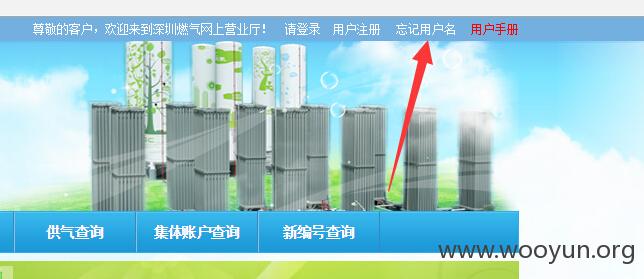 尊敬的客户，欢迎来到深圳燃气网上营业厅！ 请登录 用户注册 忘记用户名 用户手册
供气查询 集体账户查询 新编号查询
www.wooyun.org